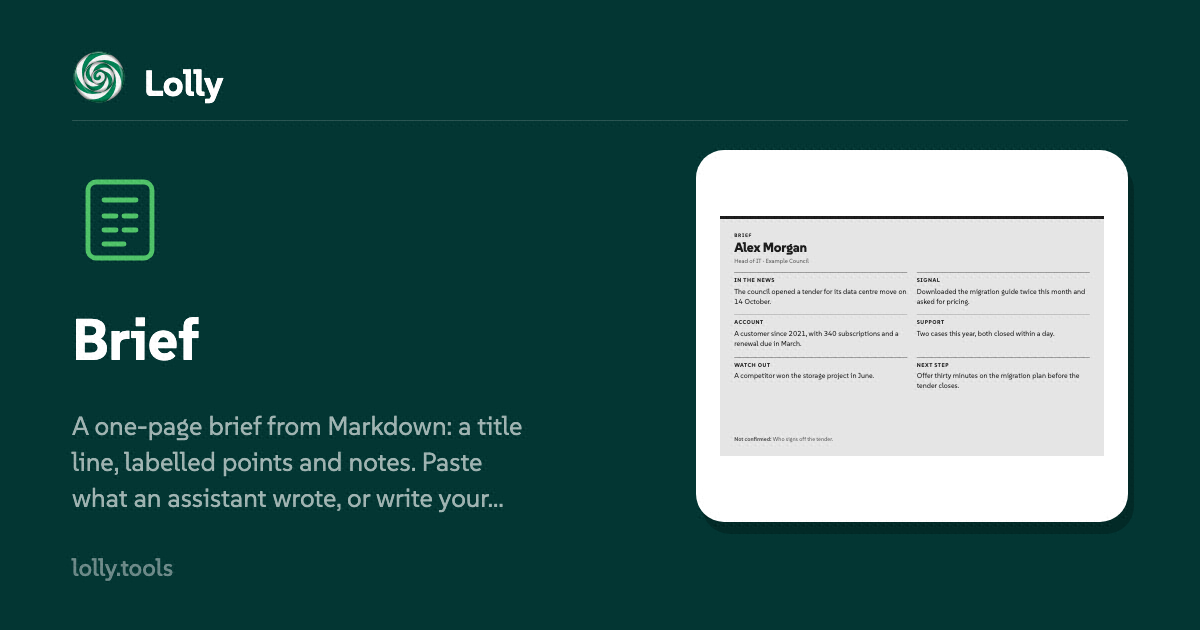 Lolly
Brief
A one-page brief from Markdown: a title
line, labelled points and notes. Paste
what an assistant wrote, or write your...
lolly.tools
BRIEF
Alex Morgan
Head of IT · Example Council
IN THE NEWS
The council opened a tender for its data centre move on
14 October.
SIGNAL
Downloaded the migration guide twice this month and
asked for pricing.
ACCOUNT
A customer since 2021, with 340 subscriptions and a
renewal due in March.
SUPPORT
Two cases this year, both closed within a day.
WATCH OUT
A competitor won the storage project in June.
NEXT STEP
Offer thirty minutes on the migration plan before the
tender closes.
Not confirmed: Who signs off the tender.